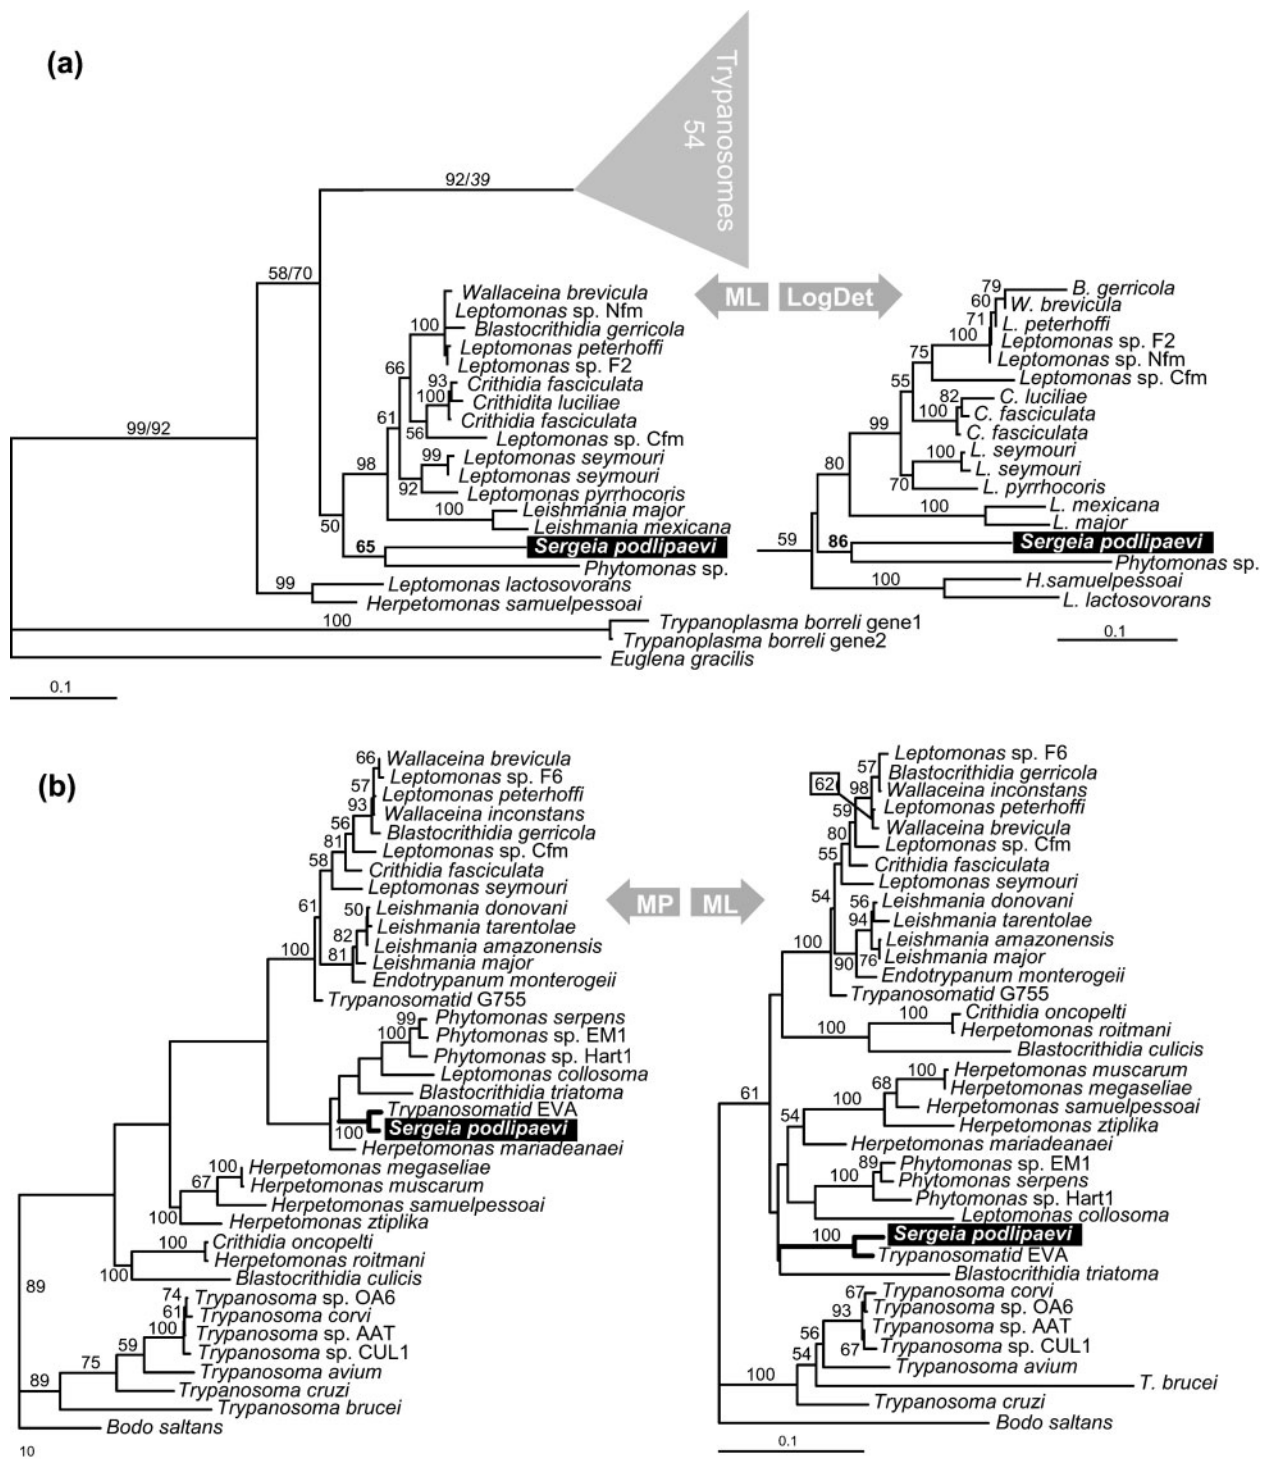 (a)
Trypanosomes
54
92/39
58/70
99/92
ML
LogDet
Wallaceina brevicula
Leptomonas sp. Nfm
Blastocrithidia gerricola
100
Leptomonas peterhoffi
Leptomonas sp. F2
66
93
Crithidia fasciculata
100
Crithidita luciliae
Crithidia fasciculata
61
56
Leptomonas sp. Cfm
99
Leptomonas seymouri
98
Leptomonas seymouri
92
Leptomonas pyrrhocoris
100
Leishmania major
50
Leishmania mexicana
65
Sergeia podlipaevi
Phytomonas sp.
99
Leptomonas lactosovorans
Herpetomonas samuelpessoai
100
Trypanoplasma borreli gene1
Trypanoplasma borreli gene2
Euglena gracilis
0.1
79
B. gerricola
60
W. brevicula
71
L. peterhoffi
100
Leptomonas sp. F2
75
Leptomonas sp. Nfm
Leptomonas sp. Cfm
55
82
C. luciliae
100
C. fasciculata
99
C. fasciculata
100
L. seymouri
80
L. seymouri
70
L. pyrrhocoris
100
L. mexicana
L. major
59
86
Sergeia podlipaevi
Phytomonas sp.
100
H.samuelpessoai
L. lactosovorans
0.1
(b)
66
Wallaceina brevicula
Leptomonas sp. F6
57
Leptomonas peterhoffi
93
Wallaceina inconstans
56
Blastocrithidia gerricola
81
Leptomonas sp. Cfm
58
Crithidia fasciculata
Leptomonas seymouri
61
50
Leishmania donovani
Leishmania tarentolae
82
Leishmania amazonensis
100
81
Leishmania major
Endotrypanum monterogeii
Trypanosomatid G755
99
Phytomonas serpens
100
Phytomonas sp. EM1
Phytomonas sp. Hart1
Leptomonas collosoma
Blastocrithidia triatoma
Trypanosomatid EVA
100
Sergeia podlipaevi
Herpetomonas mariadeanaei
100
Herpetomonas megaseliae
67
Herpetomonas muscarum
Herpetomonas samuelpessoai
100
Herpetomonas ztiplika
100
Crithidia oncopelti
Herpetomonas roitmani
100
Blastocrithidia culicis
89
74
Trypanosoma sp. OA6
61
Trypanosoma corvi
100
Trypanosoma sp. AAT
59
Trypanosoma sp. CUL1
75
Trypanosoma avium
89
Trypanosoma cruzi
Trypanosoma brucei
Bodo saltans
10
MP
ML
Leptomonas sp. F6
57
Blastocrithidia gerricola
62
98
Wallaceina inconstans
59
Leptomonas peterhoffi
Wallaceina brevicula
80
Leptomonas sp. Cfm
55
Crithidia fasciculata
Leptomonas seymouri
54
56
Leishmania donovani
94
Leishmania tarentolae
100
Leishmania amazonensis
90
76
Leishmania major
Endotrypanum monterogeii
Trypanosomatid G755
100
Crithidia oncopelti
100
Herpetomonas roitmani
Blastocrithidia culicis
100
Herpetomonas muscarum
68
Herpetomonas megaseliae
61
100
Herpetomonas samuelpessoai
54
Herpetomonas ztiplika
Herpetomonas mariadeanaei
89
Phytomonas sp. EM1
100
Phytomonas serpens
Phytomonas sp. Hart1
Leptomonas collosoma
100
Sergeia podlipaevi
Trypanosomatid EVA
Blastocrithidia triatoma
67
Trypanosoma corvi
93
Trypanosoma sp. OA6
Trypanosoma sp. AAT
56
67
Trypanosoma sp. CUL1
54
Trypanosoma avium
100
T. brucei
Trypanosoma cruzi
Bodo saltans
0.1